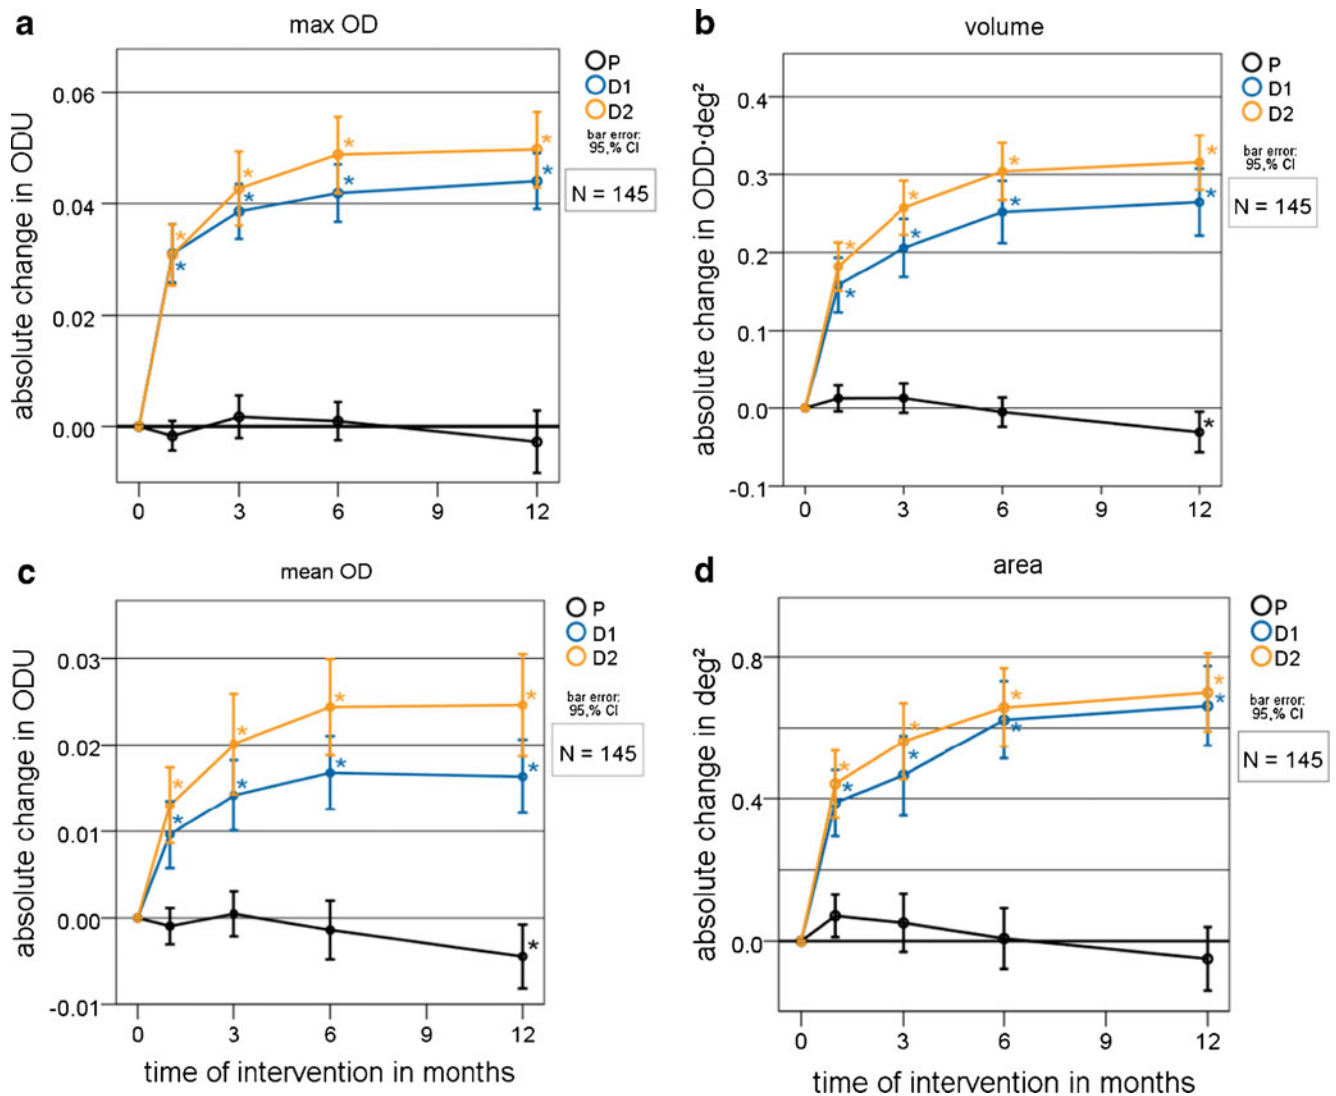 a
max OD
absolute change in ODU
0.06
0.04
0.02
0.00
0
3
6
9
12
P
D1
D2
bar error:
95,% CI
N = 145
*
*
*
*
*
*
*
*
b
volume
absolute change in ODD·deg²
0.4
0.3
0.2
0.1
0.0
-0.1
0
3
6
9
12
P
D1
D2
bar error:
95,% CI
N = 145
*
*
*
*
*
*
*
*
*
c
mean OD
absolute change in ODU
0.03
0.02
0.01
0.00
-0.01
0
3
6
9
12
time of intervention in months
P
D1
D2
bar error:
95,% CI
N = 145
*
*
*
*
*
*
*
*
*
d
area
absolute change in deg²
0.8
0.4
0.0
0
3
6
9
12
time of intervention in months
P
D1
D2
bar error:
95,% CI
N = 145
*
*
*
*
*
*
*
*